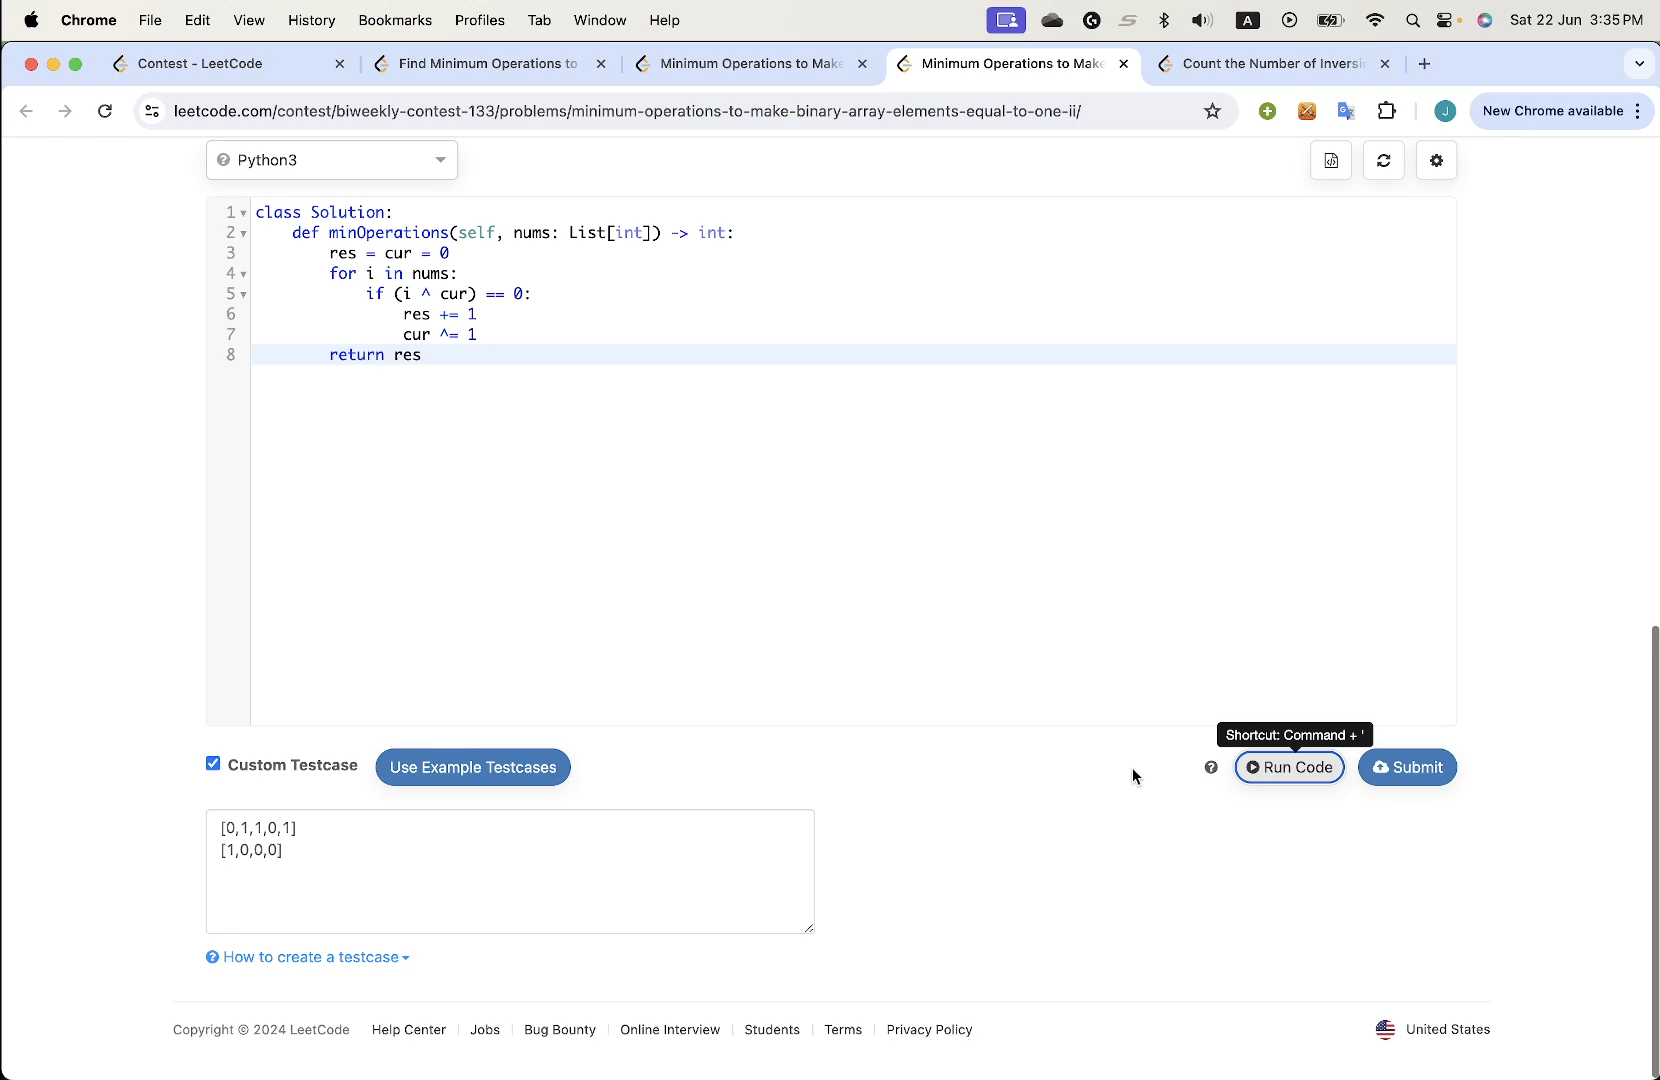 Chrome File Edit View History Bookmarks Profiles Tab Window Help A Sat 22 Jun 3:35 PM
Contest - LeetCode Find Minimum Operations to Minimum Operations to Make Minimum Operations to Make Count the Number of Inversi
leetcode.com/contest/biweekly-contest-133/problems/minimum-operations-to-make-binary-array-elements-equal-to-one-ii/ J New Chrome available
Python3
1 class Solution:
2 def minOperations(self, nums: List[int]) -> int:
3 res = cur = 0
4 for i in nums:
5 if (i ^ cur) == 0:
6 res += 1
7 cur ^= 1
8 return res
Shortcut: Command + '
Custom Testcase Use Example Testcases Run Code Submit
[0,1,1,0,1]
[1,0,0,0]
How to create a testcase
Copyright © 2024 LeetCode Help Center Jobs Bug Bounty Online Interview Students Terms Privacy Policy United States